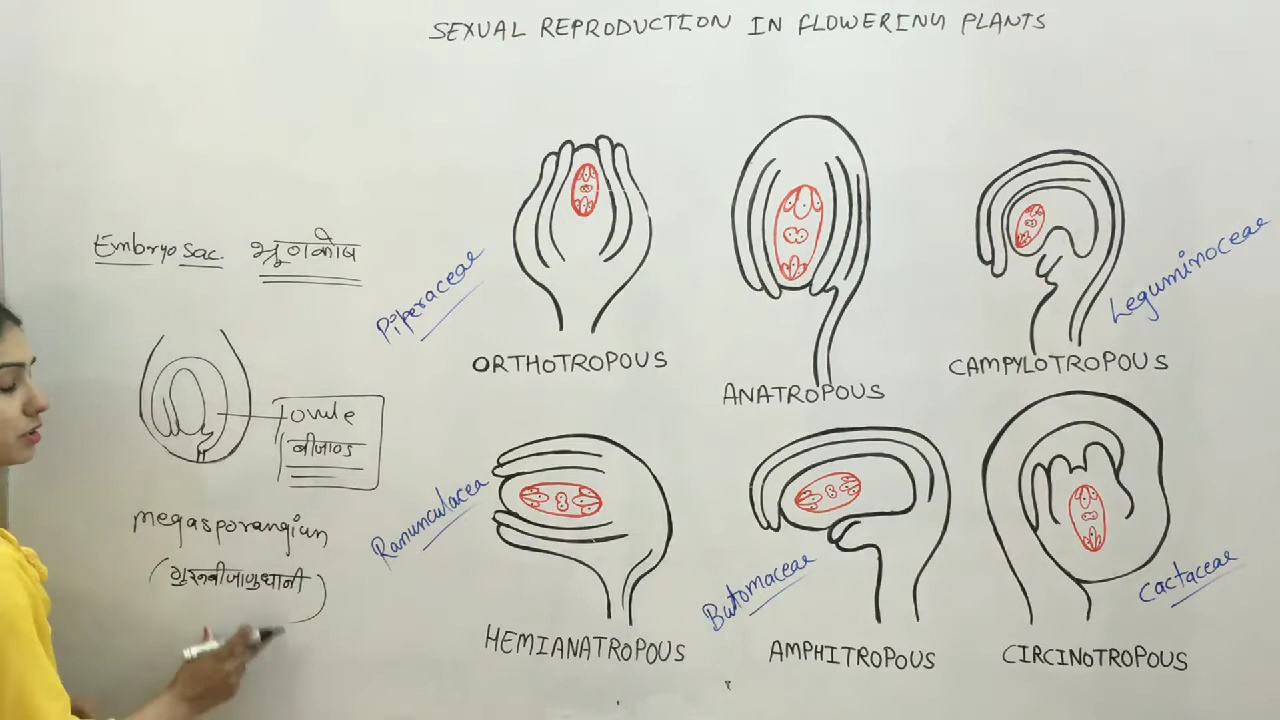 SEXUAL REPRODUCTION IN FLOWERING PLANTS
Embryo sac भ्रूणकोष
ovule
बीजाण्ड
megasporangium
(गुरूबीजाणुधानी)
Piperaceae
ORTHOTROPOUS
ANATROPOUS
Leguminoceae
CAMPYLOTROPOUS
Ranunculacea
HEMIANATROPOUS
Butomaceae
AMPHITROPOUS
Cactaceae
CIRCINOTROPOUS